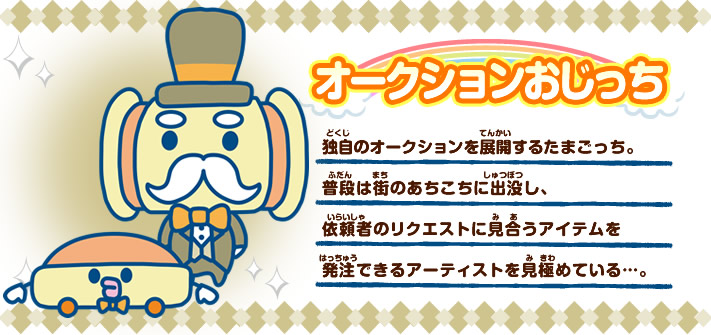 オークションおじっち
独自のオークションを展開するたまごっち。
普段は街のあちこちに出没し、
依頼者のリクエストに見合うアイテムを
発注できるアーティストを見極めている…。